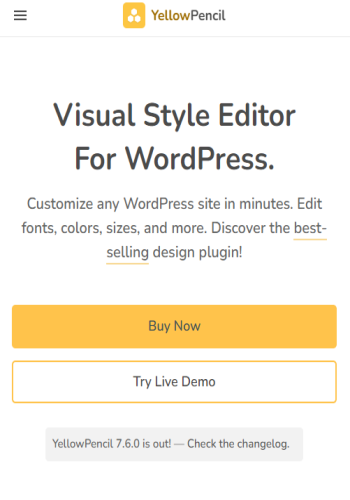 YellowPencil
Visual Style Editor
For WordPress.
Customize any WordPress site in minutes. Edit
fonts, colors, sizes, and more. Discover the best-
selling design plugin!
Buy Now
Try Live Demo
YellowPencil 7.6.0 is out! — Check the changelog.